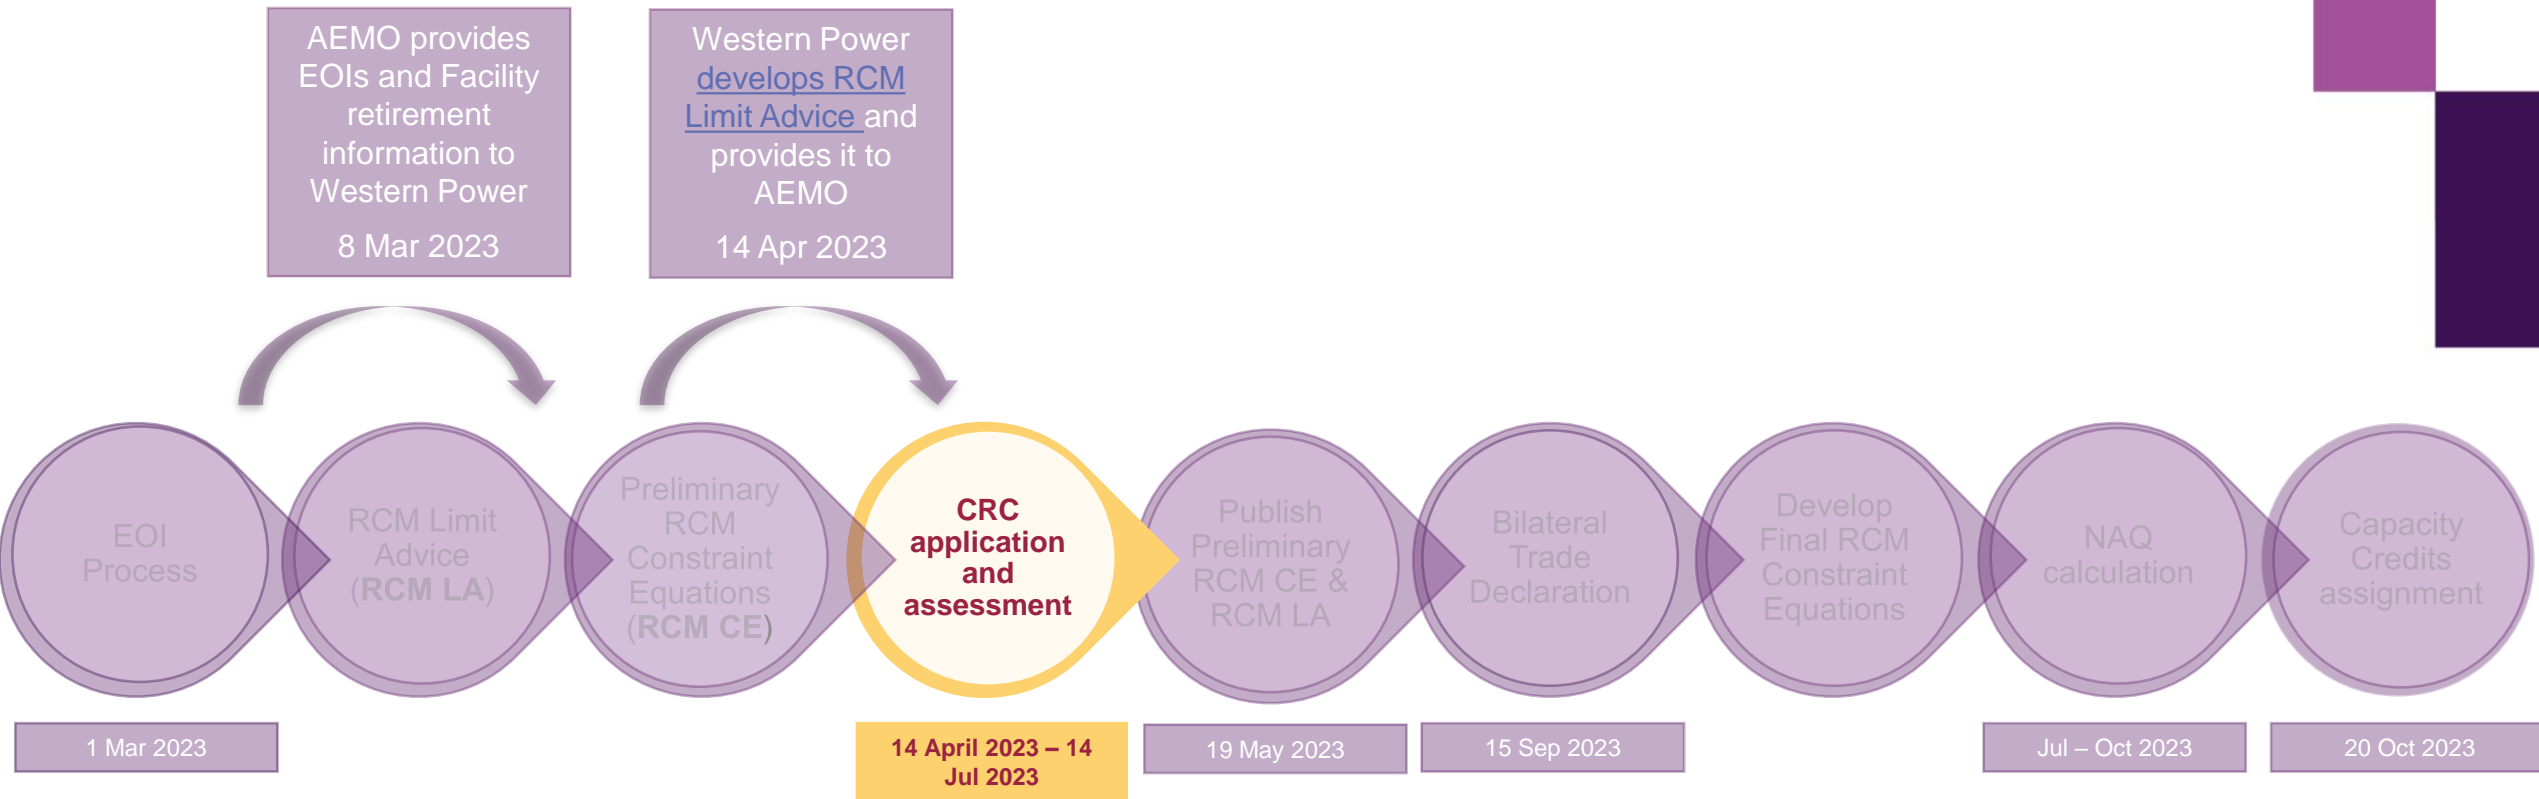 AEMO provides
EOIs and Facility
retirement
information to
Western Power
8 Mar 2023
Western Power
develops RCM
Limit Advice and
provides it to
AEMO
14 Apr 2023
EOI
Process
RCM Limit
Advice
(RCM LA)
Preliminary
RCM
Constraint
Equations
(RCM CE)
CRC
application
and
assessment
Publish
Preliminary
RCM CE &
RCM LA
Bilateral
Trade
Declaration
Develop
Final RCM
Constraint
Equations
NAQ
calculation
Capacity
Credits
assignment
1 Mar 2023
14 April 2023 – 14
Jul 2023
19 May 2023
15 Sep 2023
Jul – Oct 2023
20 Oct 2023